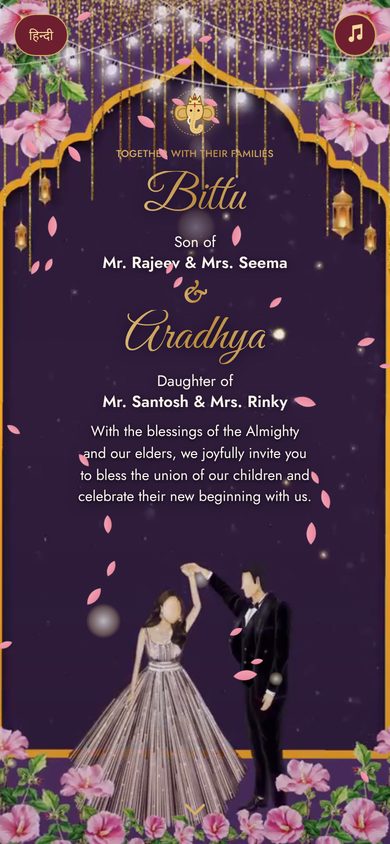 हिन्दी
TOGETHER WITH THEIR FAMILIES
Bittu
Son of
Mr. Rajeev & Mrs. Seema
&
Aradhya
Daughter of
Mr. Santosh & Mrs. Rinky
With the blessings of the Almighty
and our elders, we joyfully invite you
to bless the union of our children and
celebrate their new beginning with us.